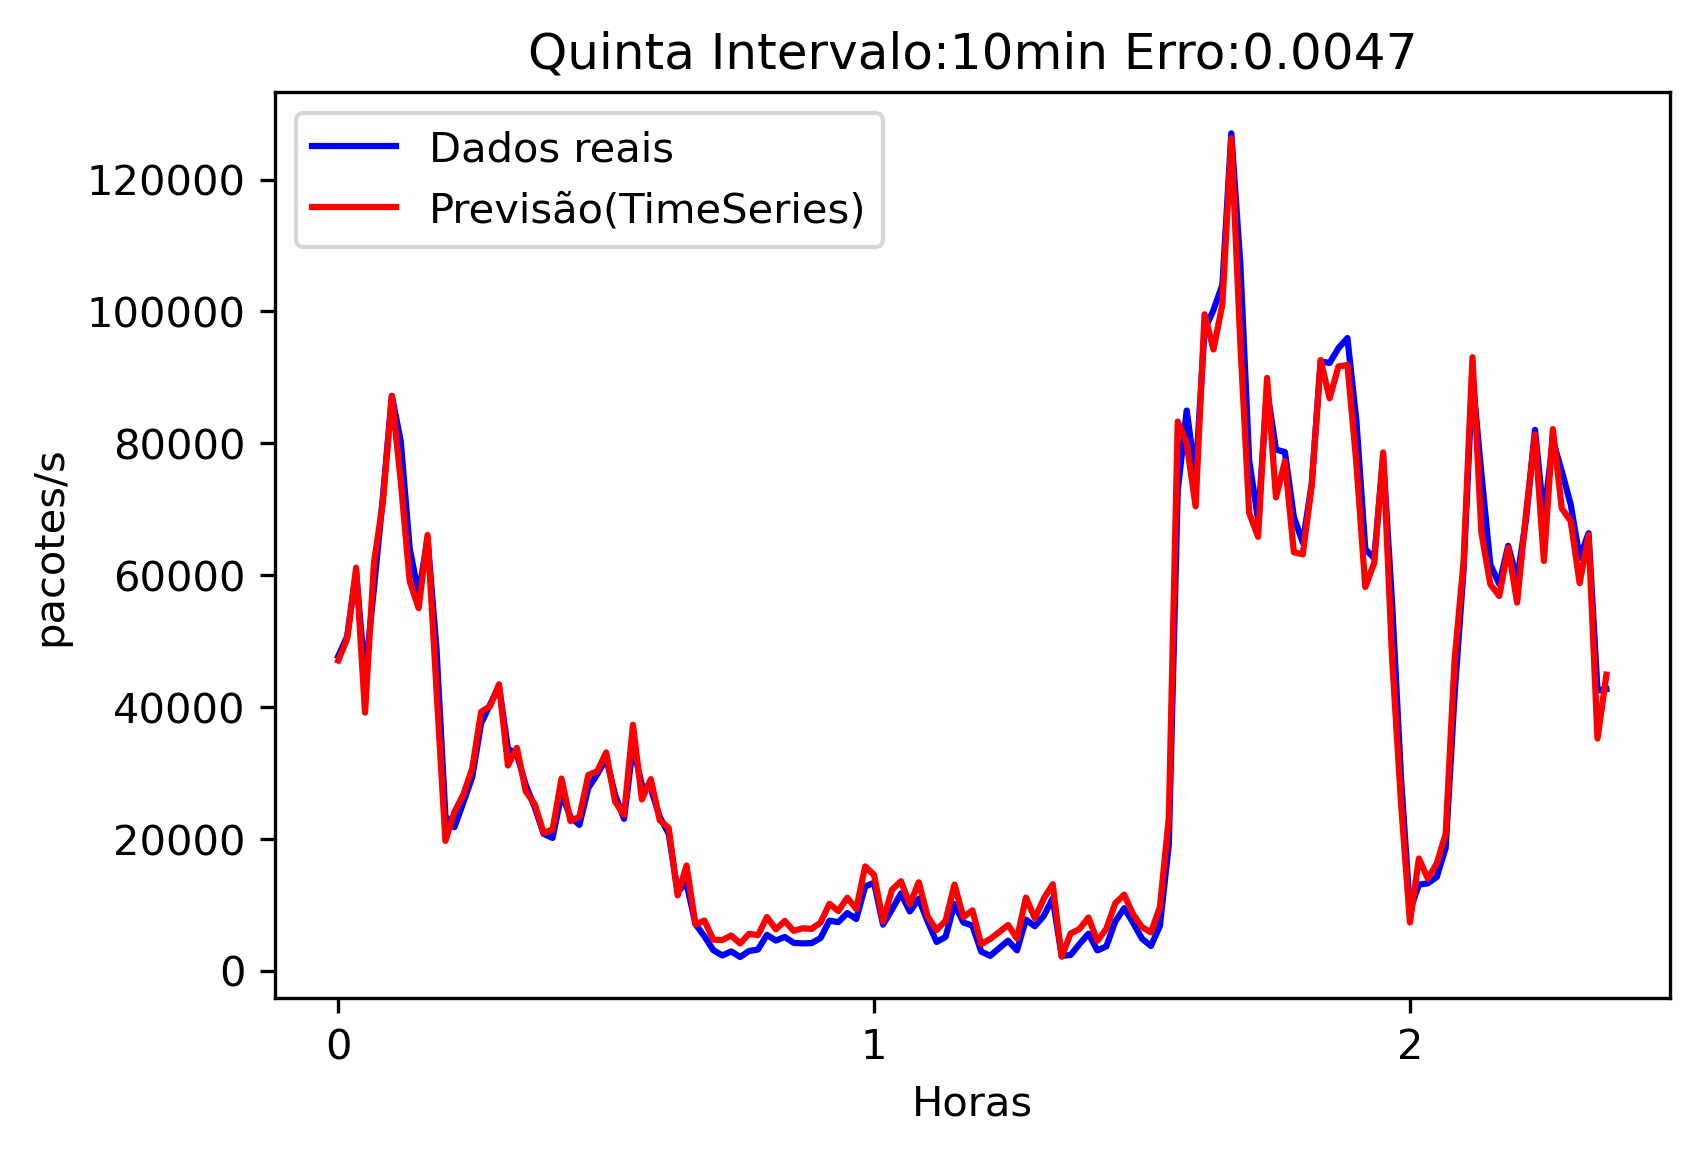 Quinta Intervalo:10min Erro:0.0047
Dados reais
Previsão(TimeSeries)
120000
100000
80000
60000
40000
20000
0
pacotes/s
0 1 2
Horas